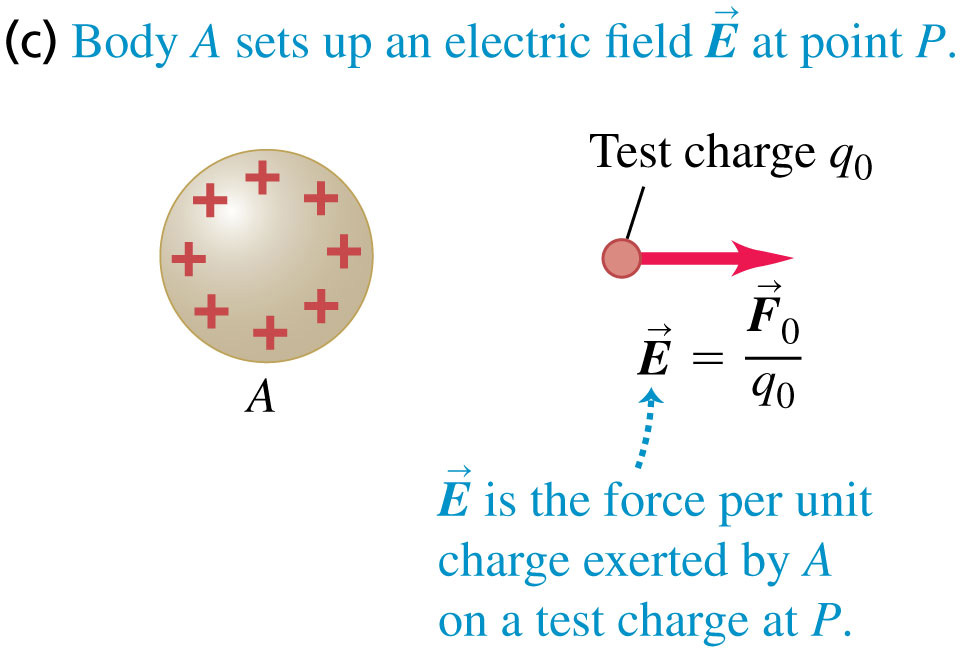 (c) Body A sets up an electric field E⃗ at point P.
Test charge q₀
+ + + + + + + +
A
E⃗ = F⃗₀ / q₀
E⃗ is the force per unit
charge exerted by A
on a test charge at P.